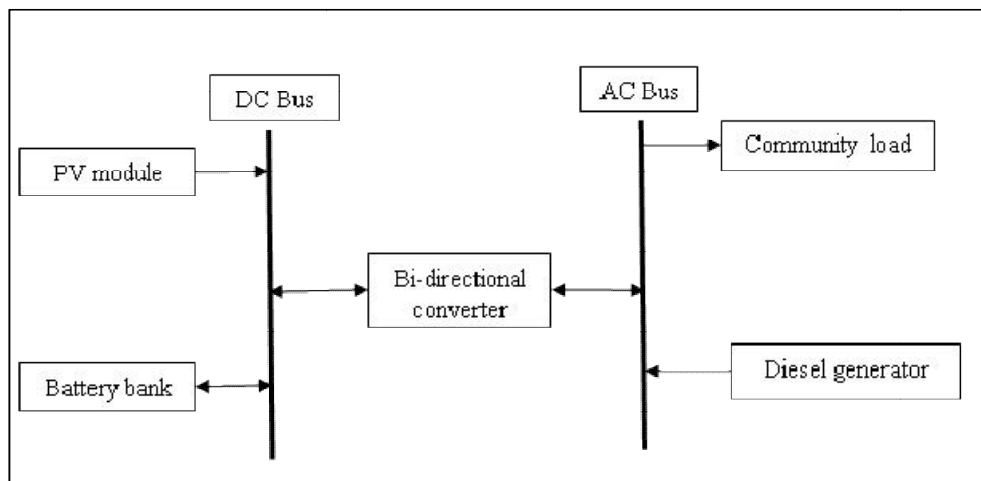 DC Bus
AC Bus
PV module
Community load
Bi-directional
converter
Battery bank
Diesel generator